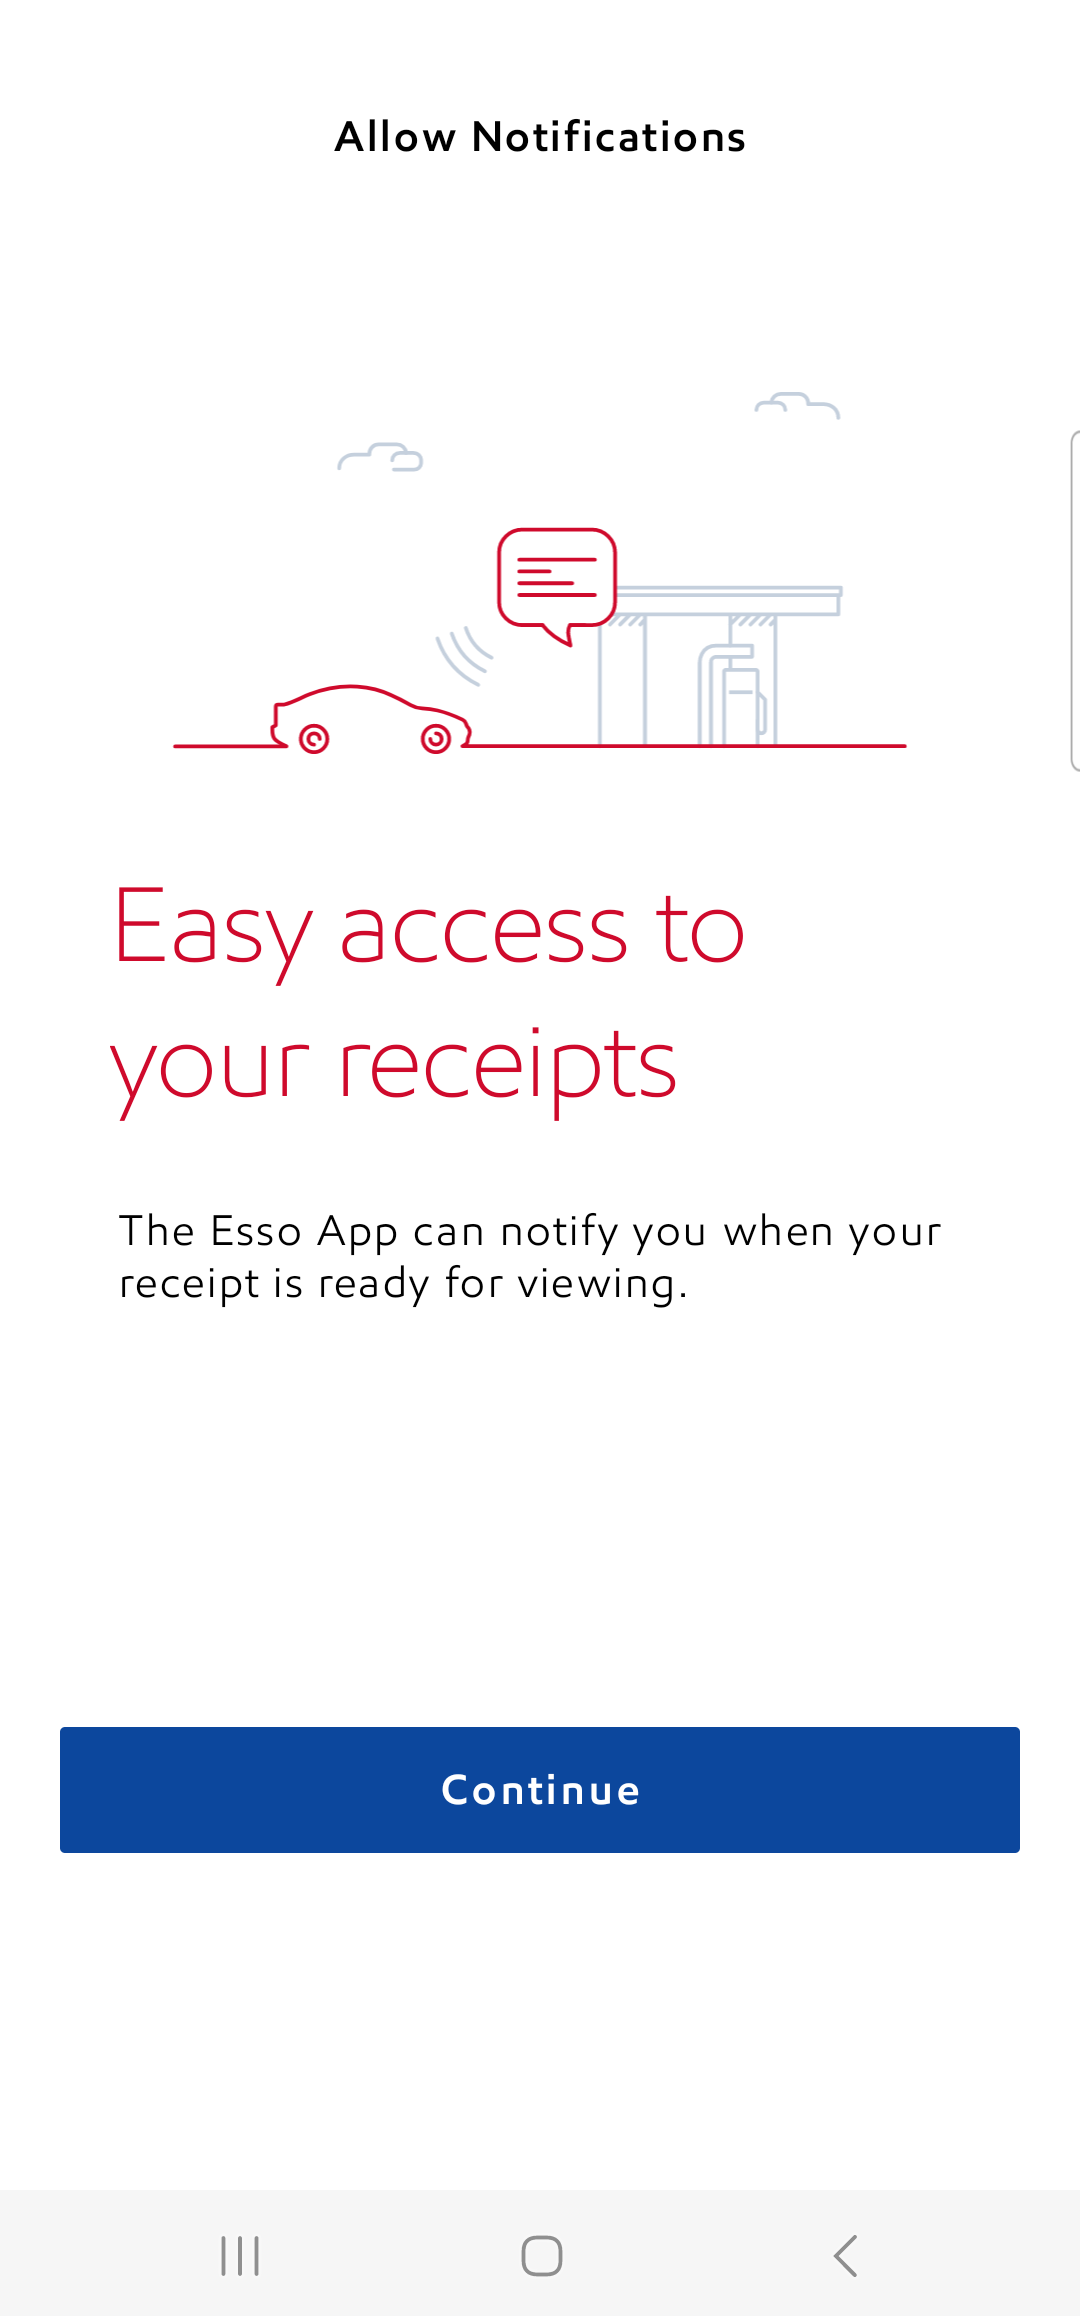 Allow Notifications
Easy access to
your receipts
The Esso App can notify you when your
receipt is ready for viewing.
Continue